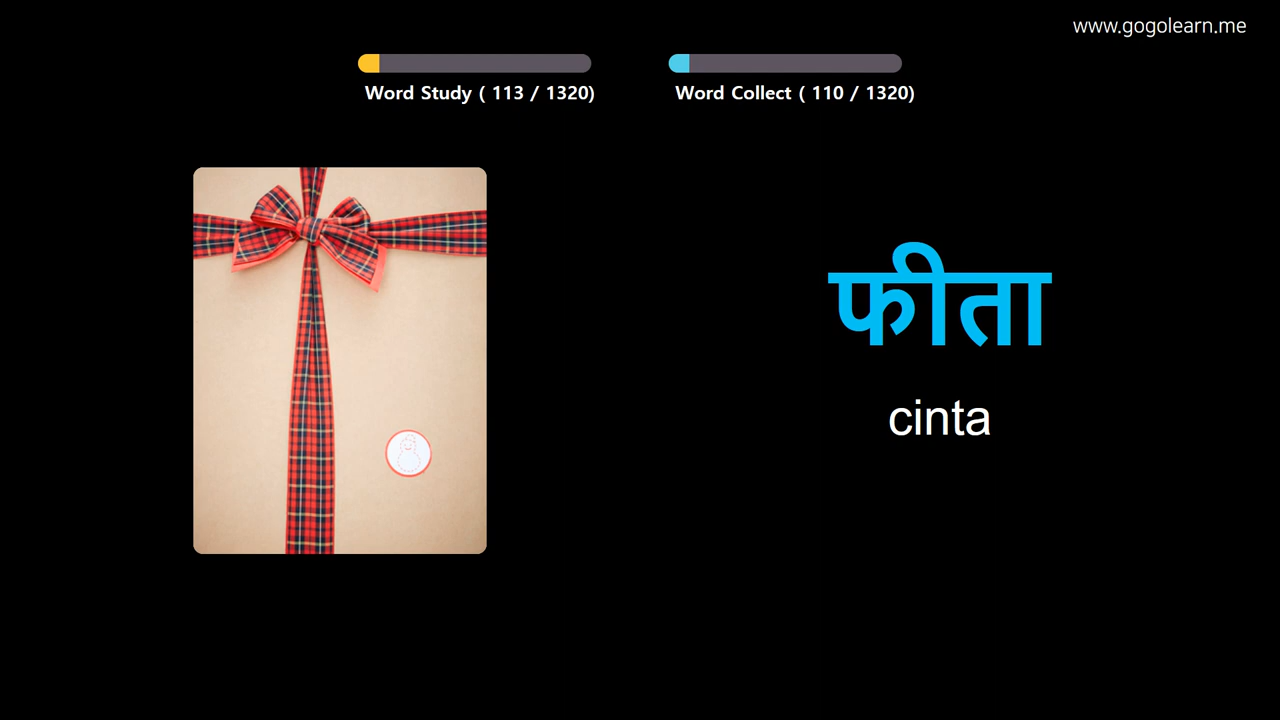 www.gogolearn.me
Word Study ( 113 / 1320)
Word Collect ( 110 / 1320)
फीता
cinta